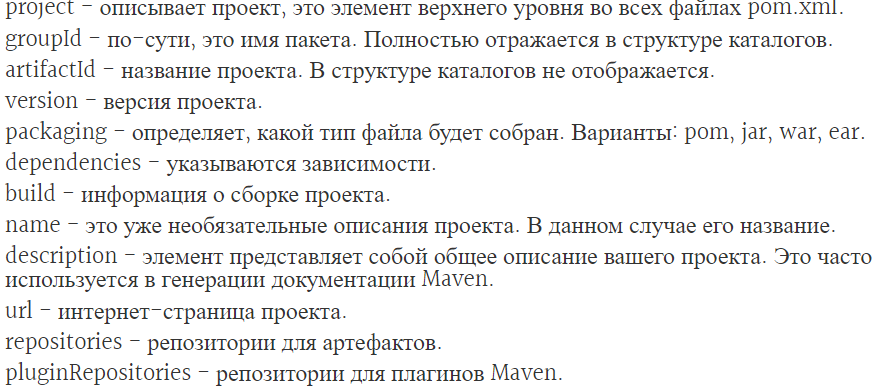 project – описывает проект, это элемент верхнего уровня во всех файлах pom.xml.
groupId – по-сути, это имя пакета. Полностью отражается в структуре каталогов.
artifactId – название проекта. В структуре каталогов не отображается.
version – версия проекта.
packaging – определяет, какой тип файла будет собран. Варианты: pom, jar, war, ear.
dependencies – указываются зависимости.
build – информация о сборке проекта.
name – это уже необязательные описания проекта. В данном случае его название.
description – элемент представляет собой общее описание вашего проекта. Это часто
используется в генерации документации Maven.
url – интернет-страница проекта.
repositories – репозитории для артефактов.
pluginRepositories – репозитории для плагинов Maven.